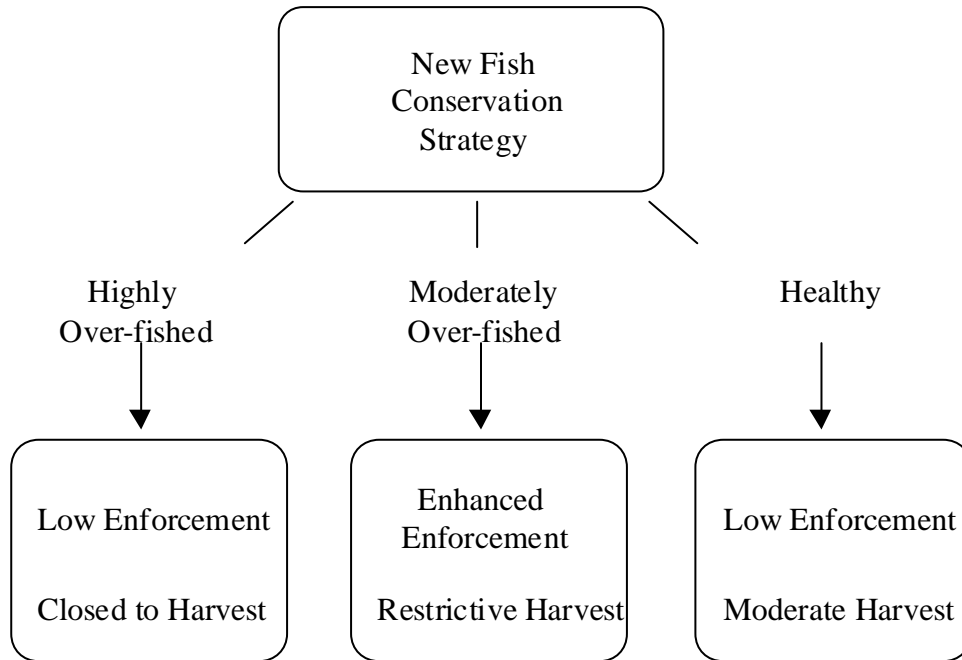 New Fish
Conservation
Strategy
Highly
Over-fished
Moderately
Over-fished
Healthy
Low Enforcement
Closed to Harvest
Enhanced
Enforcement
Restrictive Harvest
Low Enforcement
Moderate Harvest